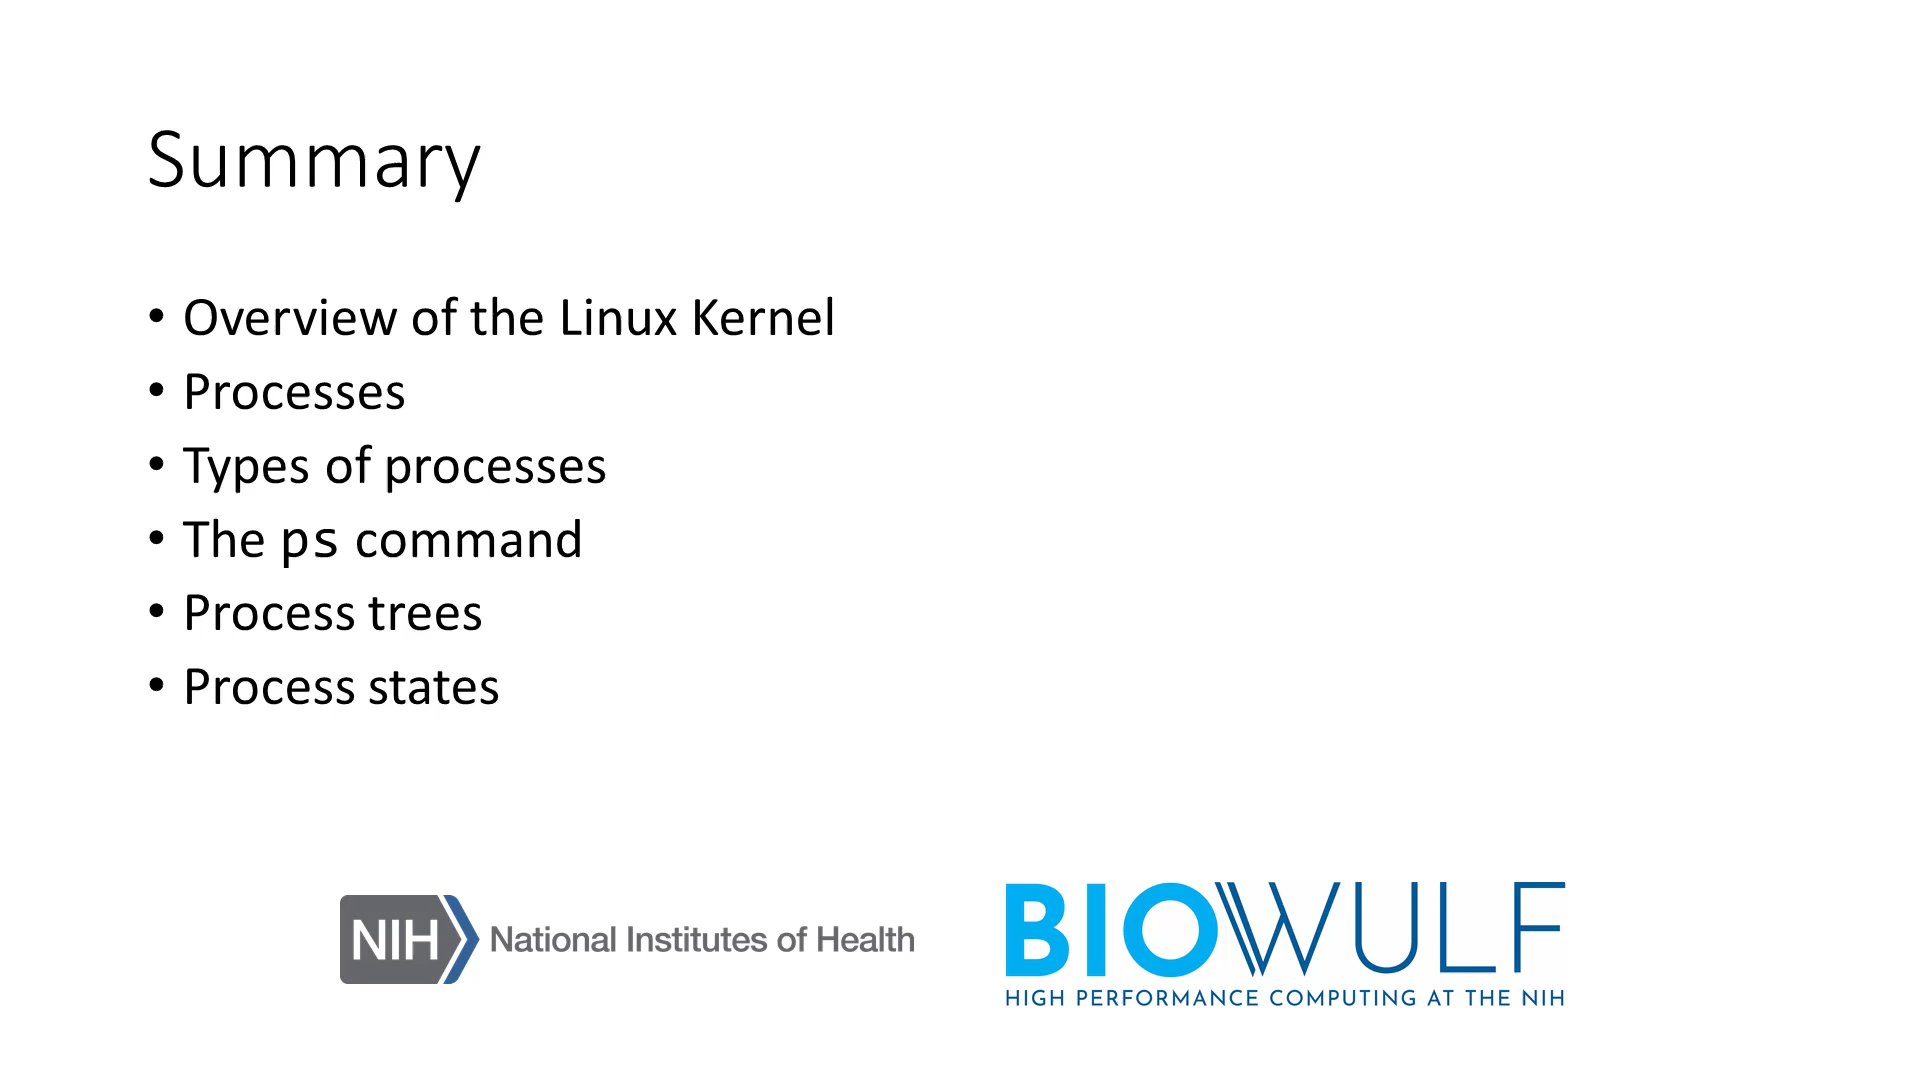 Summary
• Overview of the Linux Kernel
• Processes
• Types of processes
• The ps command
• Process trees
• Process states
NIH National Institutes of Health
BIOWULF
HIGH PERFORMANCE COMPUTING AT THE NIH